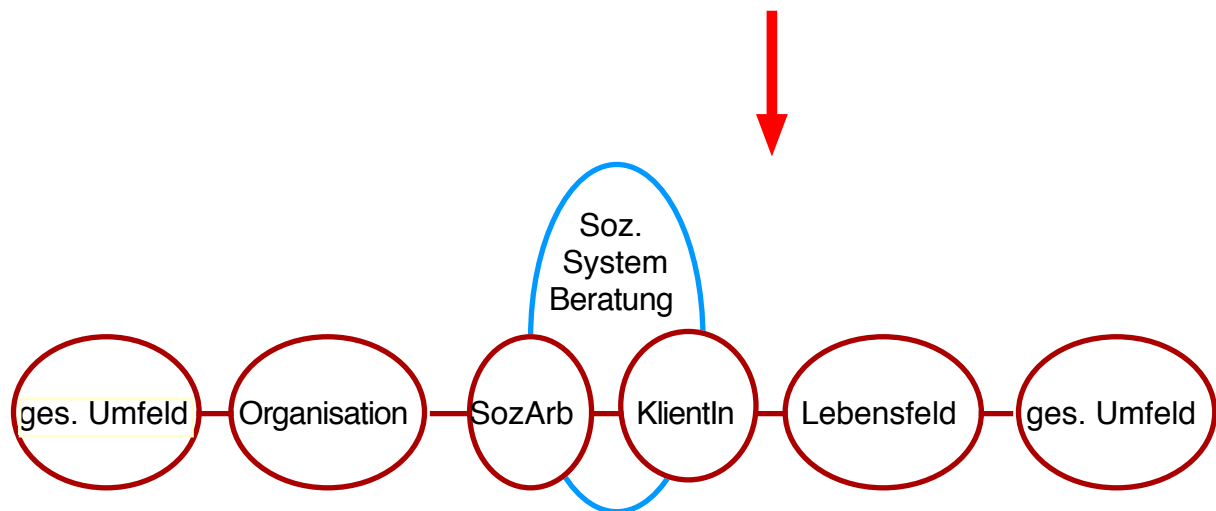 Soz.
System
Beratung
ges. Umfeld Organisation SozArb KlientIn Lebensfeld ges. Umfeld